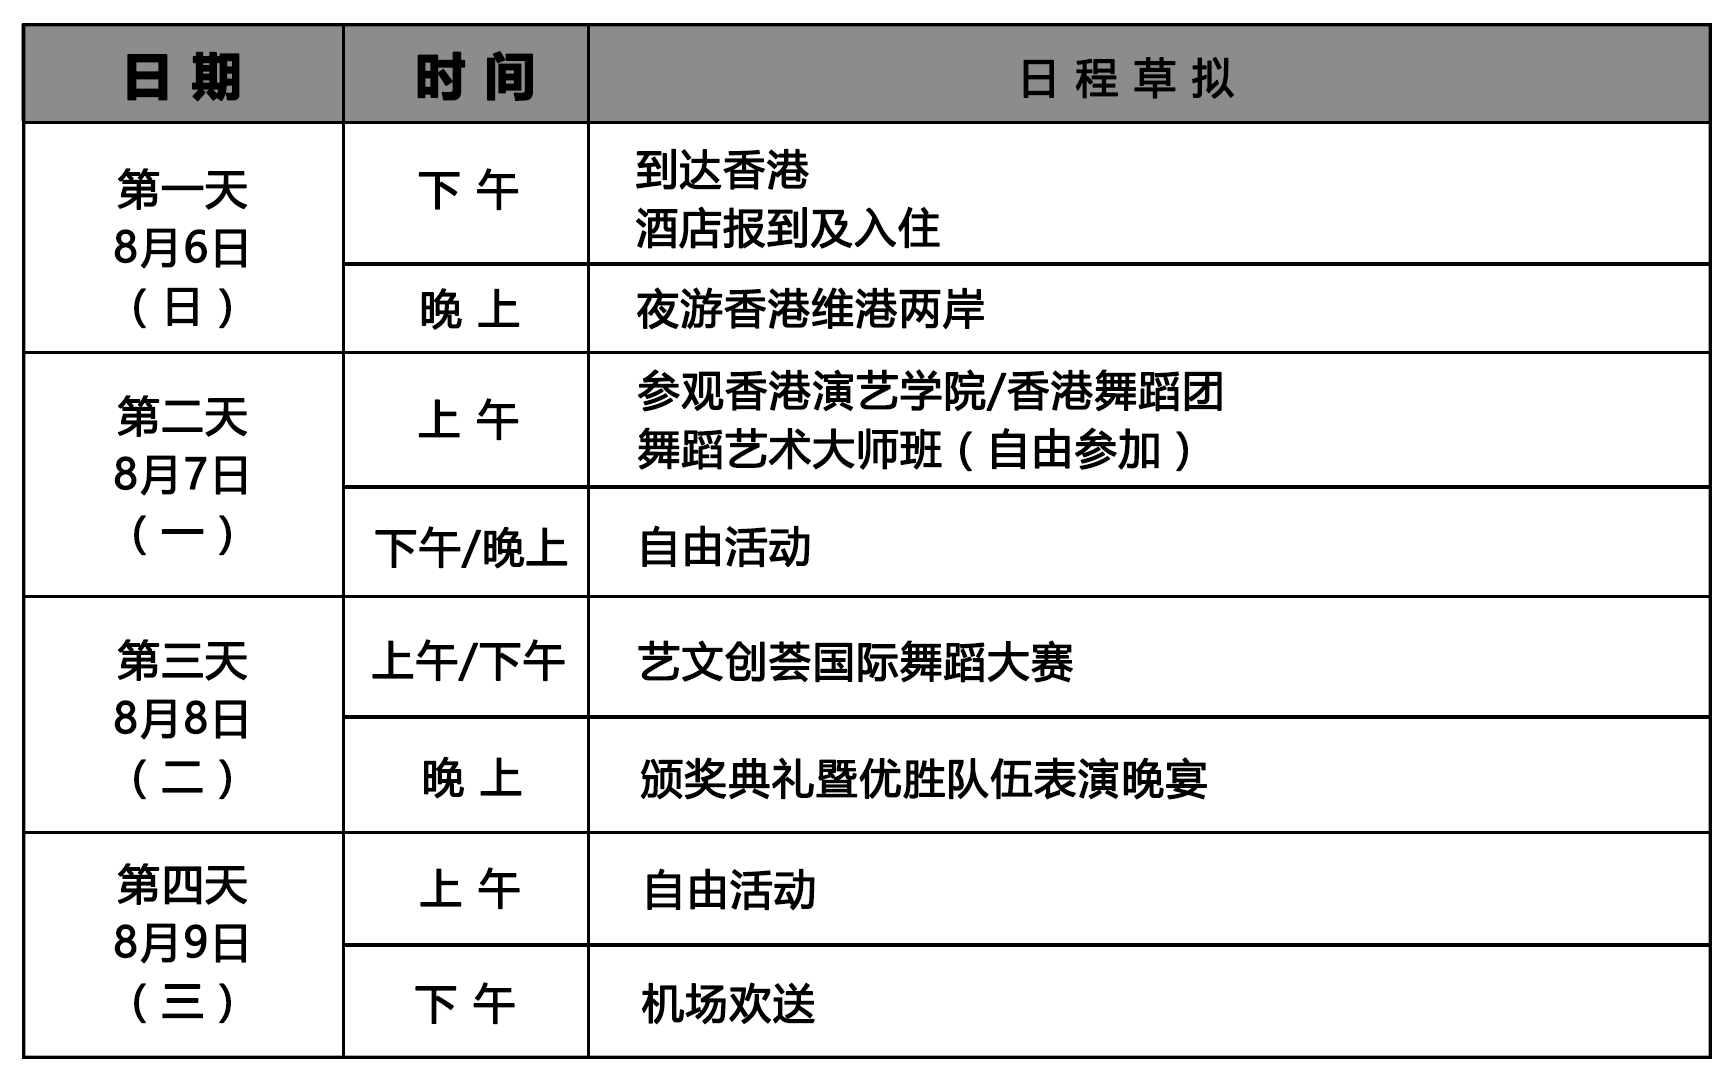 日 期 时 间 日 程 草 拟
第一天
8月6日
（日）
下 午
到达香港
酒店报到及入住
晚 上
夜游香港维港两岸
第二天
8月7日
（一）
上 午
参观香港演艺学院/香港舞蹈团
舞蹈艺术大师班（自由参加）
下午/晚上
自由活动
第三天
8月8日
（二）
上午/下午
艺文创荟国际舞蹈大赛
晚 上
颁奖典礼暨优胜队伍表演晚宴
第四天
8月9日
（三）
上 午
自由活动
下 午
机场欢送